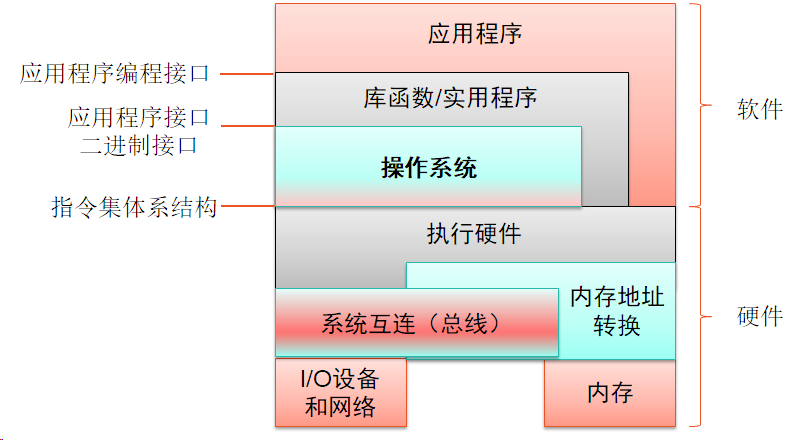 应用程序
应用程序编程接口
库函数/实用程序
软件
应用程序接口
二进制接口
操作系统
指令集体系结构
执行硬件
内存地址
转换
系统互连（总线）
硬件
I/O设备
和网络
内存